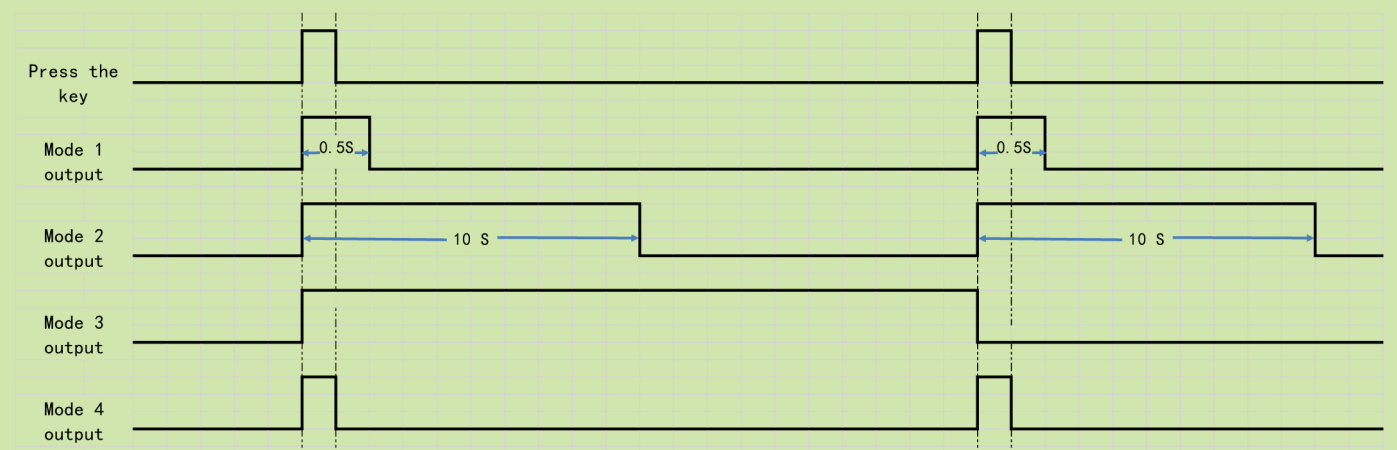 Press the
key
Mode 1
output
0.5S
0.5S
Mode 2
output
10 S
10 S
Mode 3
output
Mode 4
output